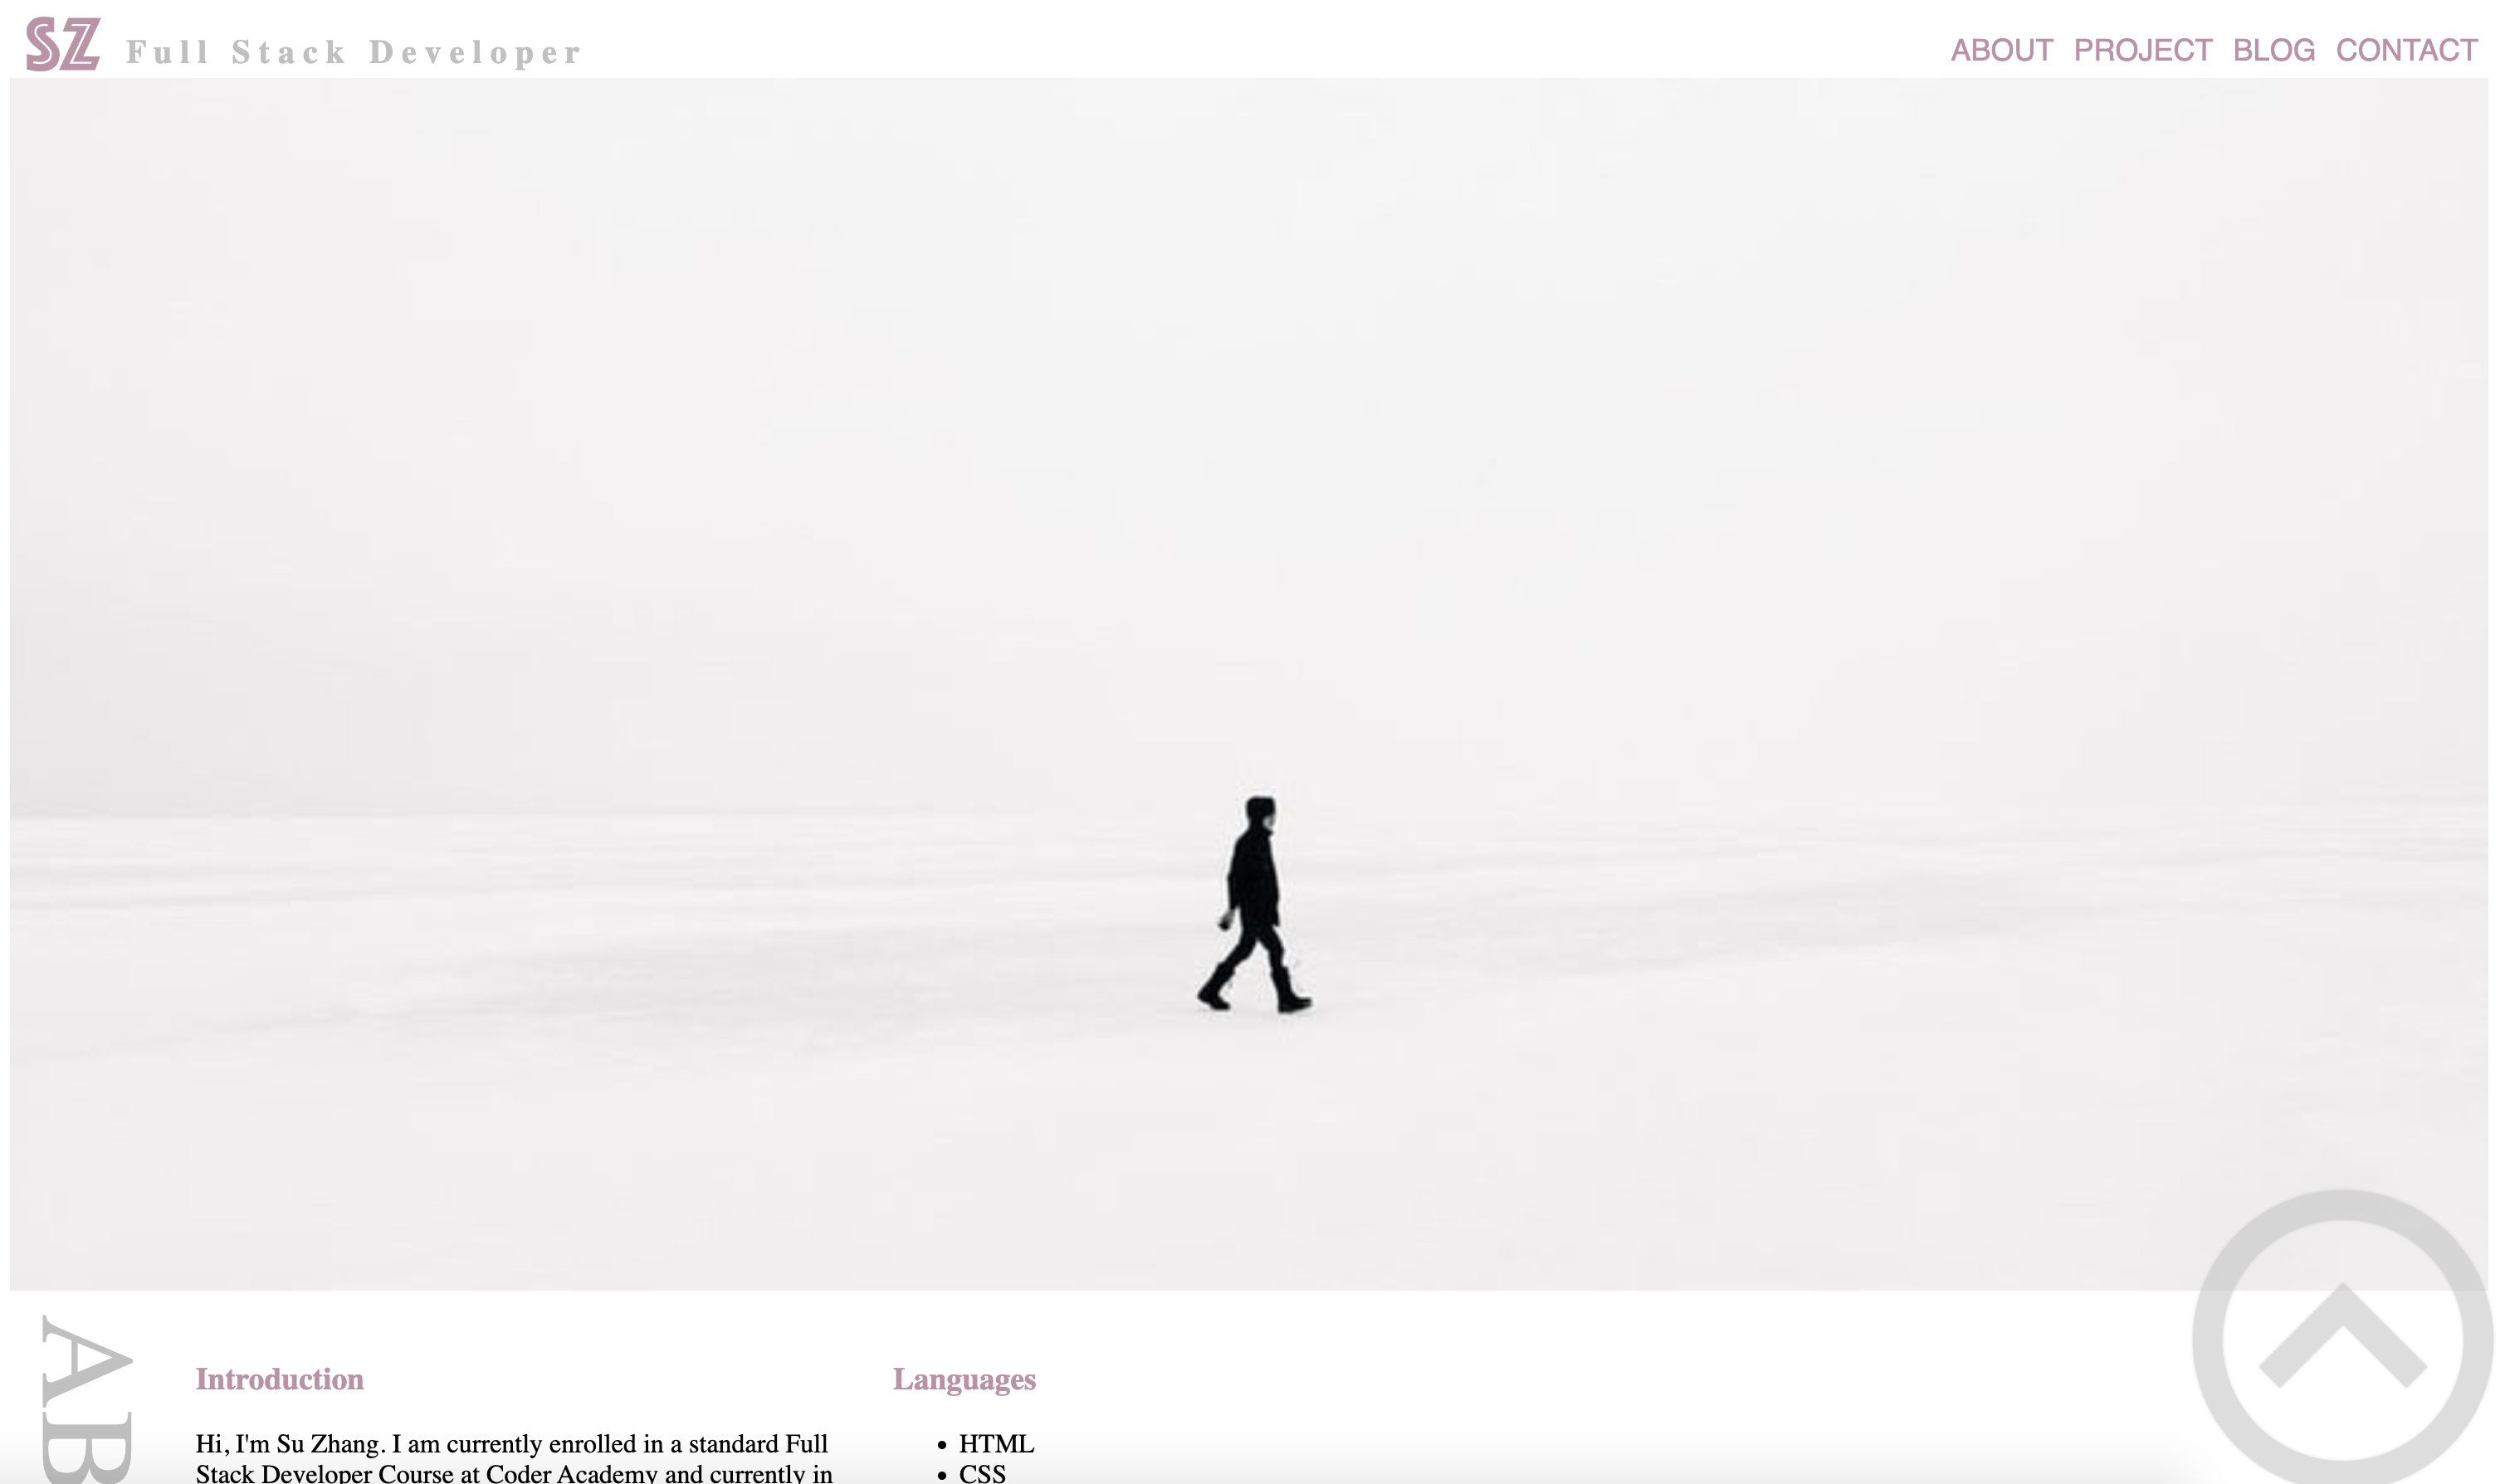 SZ Full Stack Developer
ABOUT PROJECT BLOG CONTACT
AB
Introduction
Hi, I'm Su Zhang. I am currently enrolled in a standard Full
Stack Developer Course at Coder Academy and currently in
Languages
• HTML
• CSS